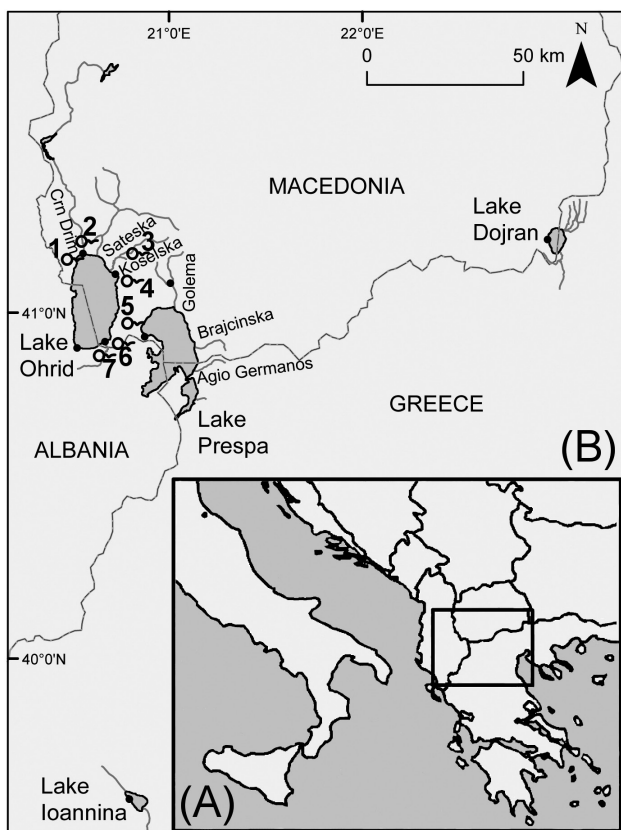 21°0'E
22°0'E
0
50 km
N
MACEDONIA
Lake
Dojran
Crn Drim
2
1
Sateska
3
Koselska
4
Golema
5
41°0'N
Brajcinska
Lake
Ohrid
6
7
Agio Germanos
GREECE
Lake
Prespa
ALBANIA
(B)
40°0'N
Lake
Ioannina
(A)